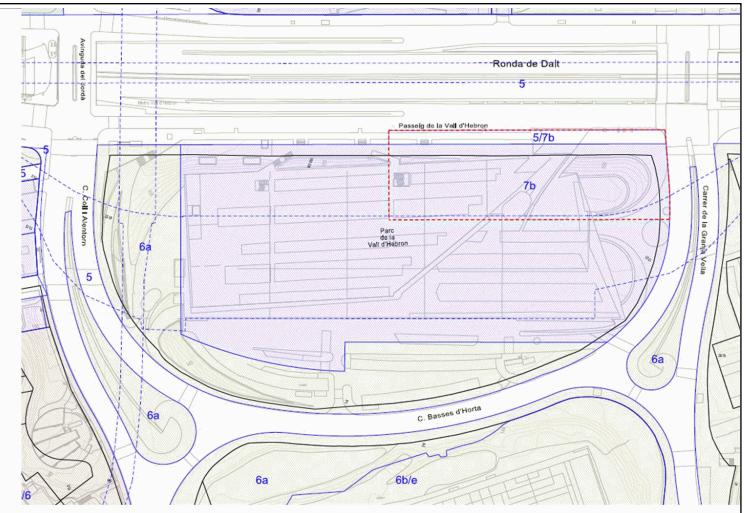 Avinguda del Jordà
Ronda de Dalt
5
Passeig de la Vall d'Hebron
5/7b
5
5
7b
C. Coll i Alentorn
Carrer de la Granja Vella
Parc
de la
Vall d'Hebron
6a
5
6a
6a
C. Basses d'Horta
6a
6b/e
/6